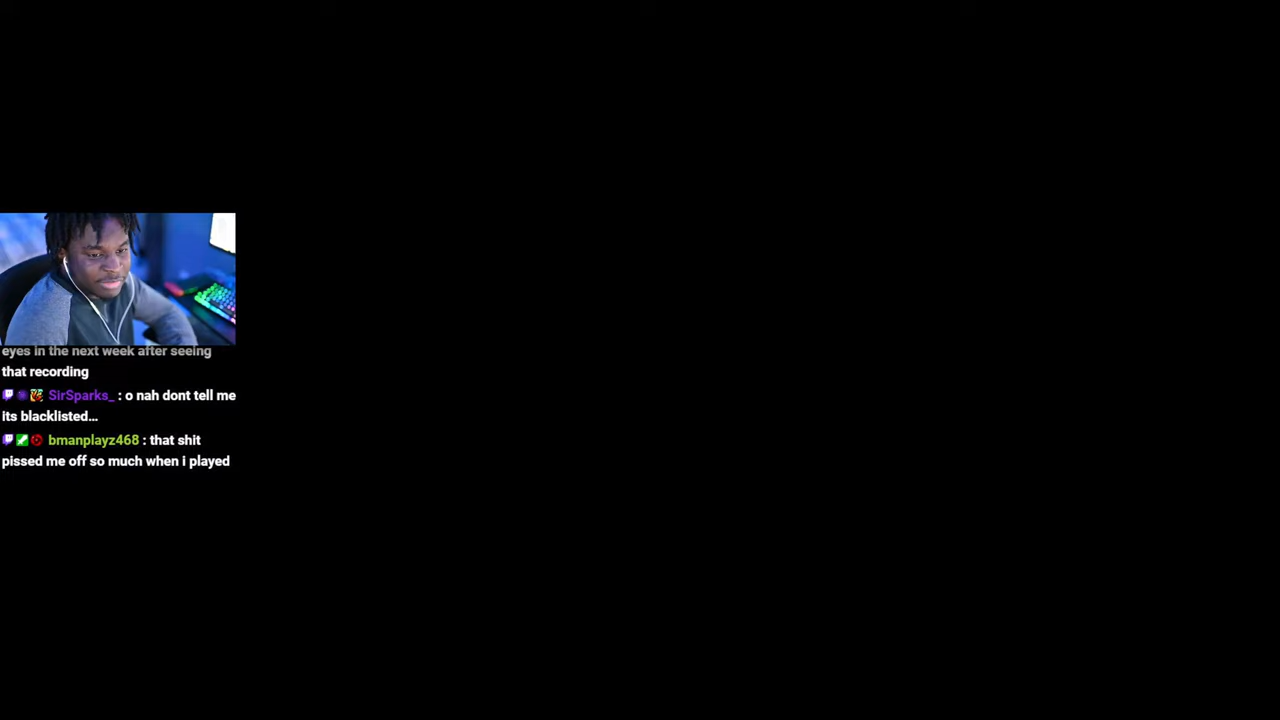 eyes in the next week after seeing
that recording
SirSparks_ : o nah dont tell me
its blacklisted...
bmanplayz468 : that shit
pissed me off so much when i played